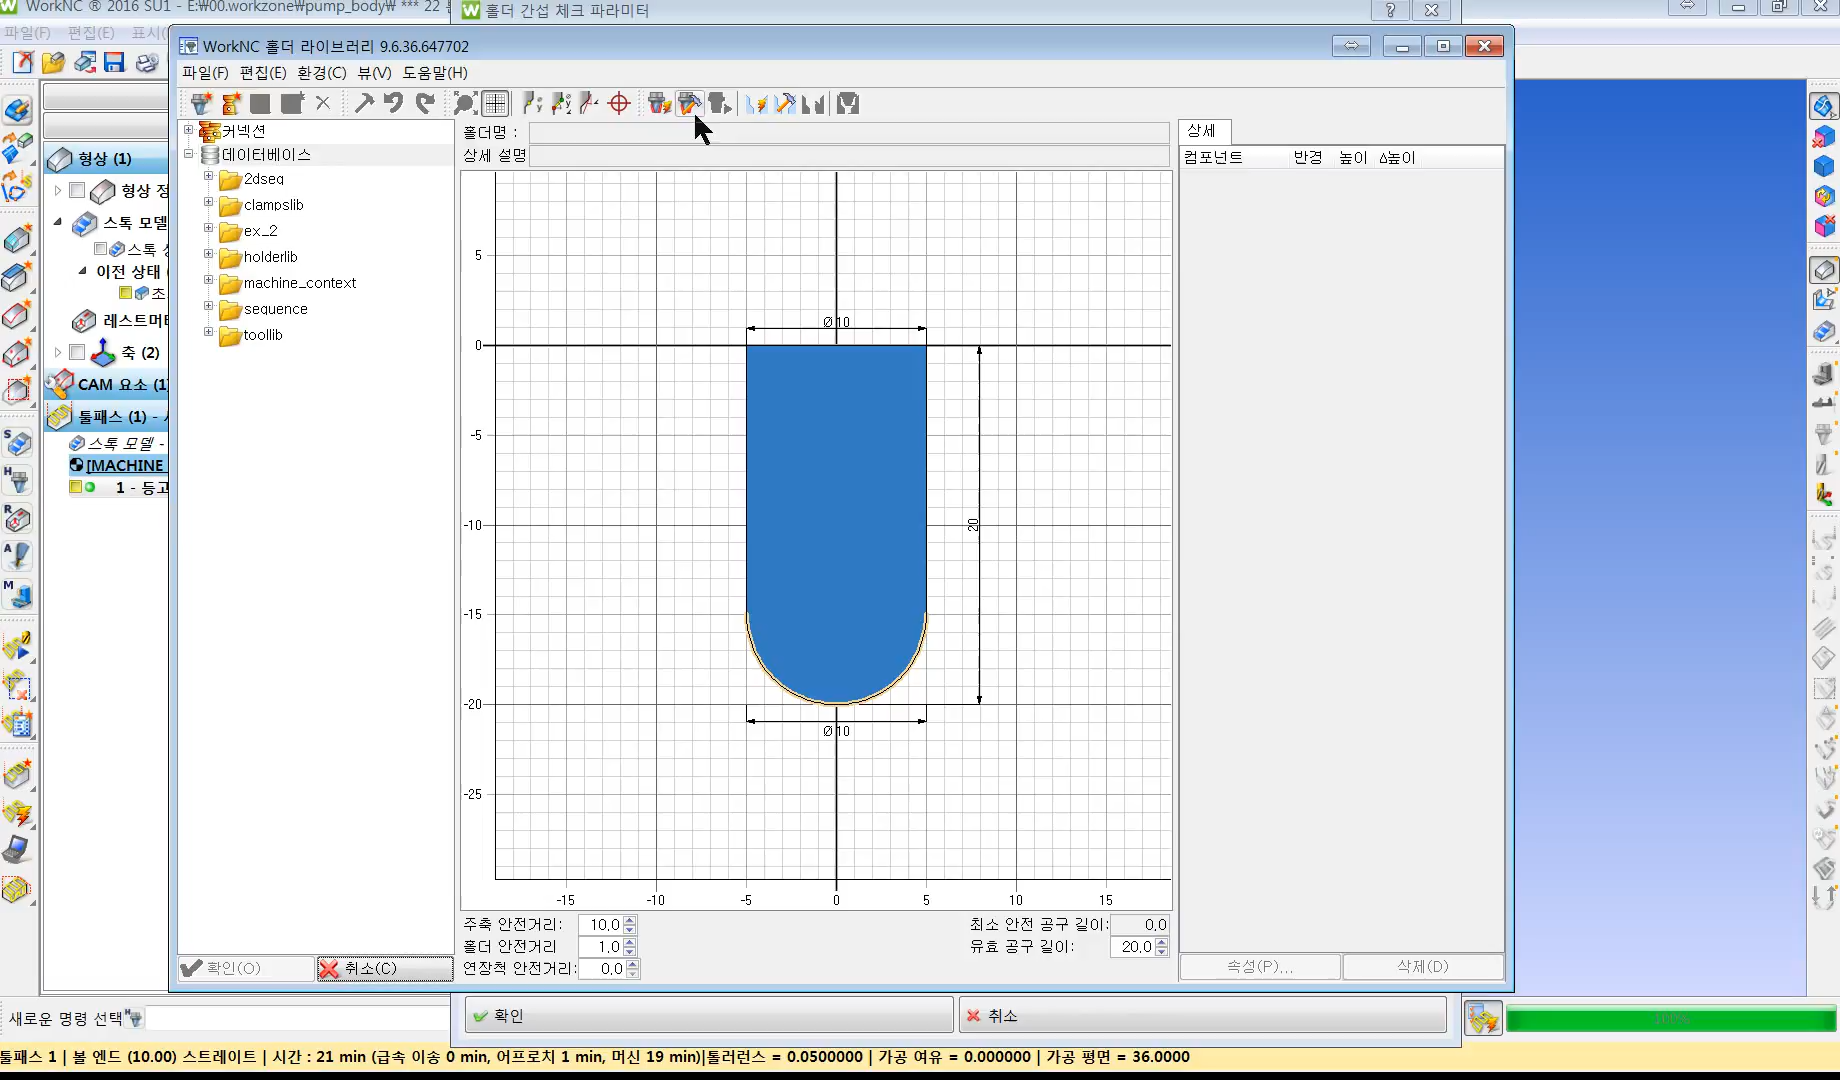 WorkNC ® 2016 SU1 - E:\00.workzone\pump_body\ *** 22
홀더 간섭 체크 파라미터
파일(F) 편집(E) 표시(
WorkNC 홀더 라이브러리 9.6.36.647702
파일(F) 편집(E) 환경(C) 뷰(V) 도움말(H)
홀더명 :
상세 설명
커넥션
데이터베이스
2dseq
clampslib
ex_2
holderlib
machine_context
sequence
toollib
상세
컴포넌트 반경 높이 Δ높이
형상 (1)
형상 정
스톡 모델
스톡
이전 상태
초
레스트머
축 (2)
CAM 요소 (1)
툴패스 (1) -
스톡 모델 -
[MACHINE
1 - 등고
5
0
-5
-10
-15
-20
-25
Ø10
20
Ø10
-15 -10 -5 0 5 10 15
주축 안전거리: 10,0
홀더 안전거리 1,0
연장척 안전거리: 0,0
최소 안전 공구 길이: 0,0
유효 공구 길이: 20,0
확인(O) 취소(C)
속성(P)... 삭제(D)
확인 취소
새로운 명령 선택
100%
S
H
R
A
M
툴패스 1 | 볼 엔드 (10.00) 스트레이트 | 시간 : 21 min (급속 이송 0 min, 어프로치 1 min, 머신 19 min)|톨러런스 = 0.0500000 | 가공 여유 = 0.000000 | 가공 평면 = 36.0000